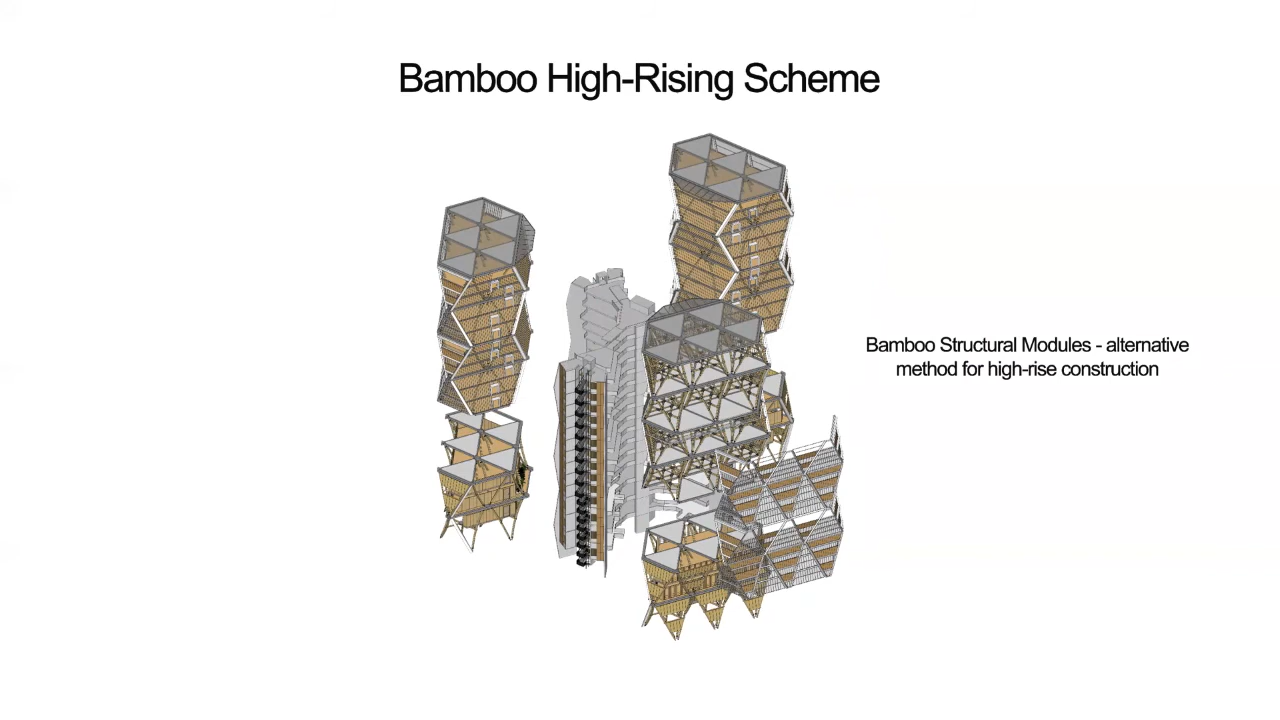 Bamboo High-Rising Scheme
Bamboo Structural Modules - alternative
method for high-rise construction